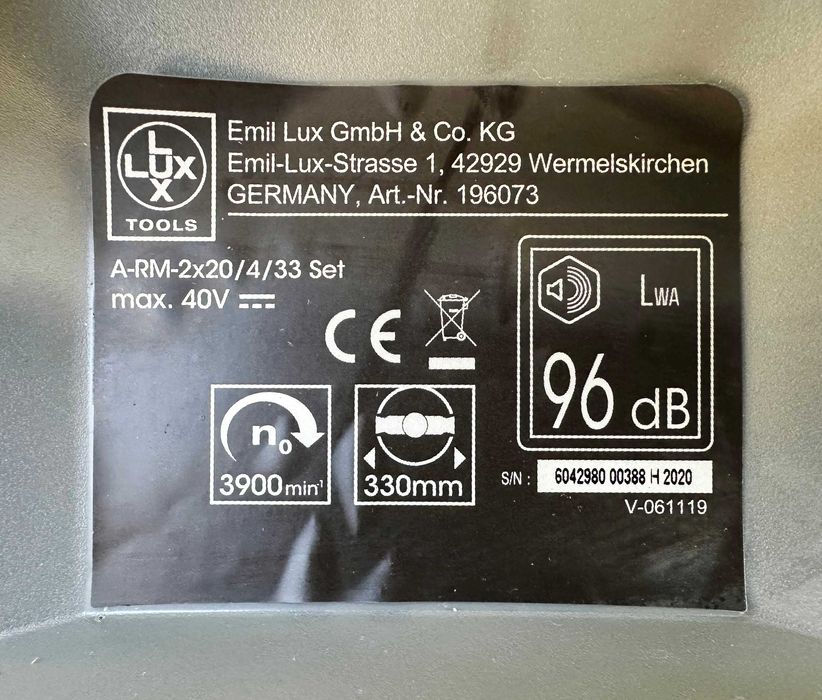 LUX
LUX
TOOLS
Emil Lux GmbH & Co. KG
Emil-Lux-Strasse 1, 42929 Wermelskirchen
GERMANY, Art.-Nr. 196073
A-RM-2x20/4/33 Set
max. 40V
CE
LWA
96 dB
n0
3900min-1
330mm
S/N : 6042980 00388 H 2020
V-061119